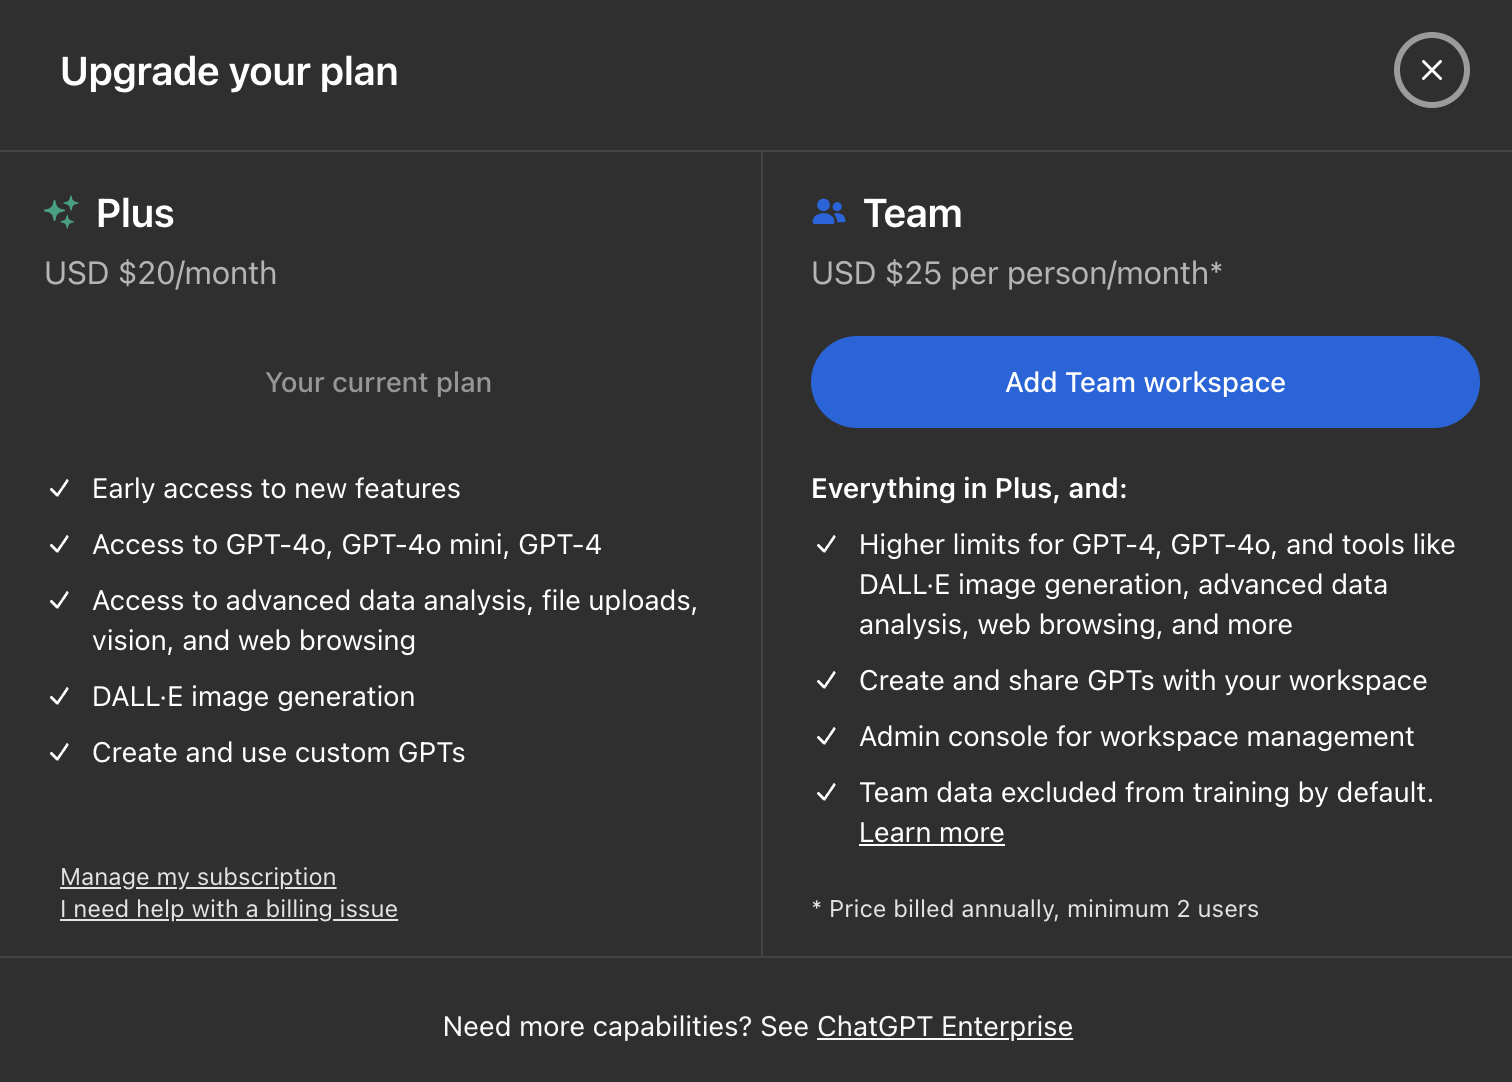 Upgrade your plan
Plus
USD $20/month
Your current plan
Early access to new features
Access to GPT-4o, GPT-4o mini, GPT-4
Access to advanced data analysis, file uploads,
vision, and web browsing
DALL·E image generation
Create and use custom GPTs
Manage my subscription
I need help with a billing issue
Team
USD $25 per person/month*
Add Team workspace
Everything in Plus, and:
Higher limits for GPT-4, GPT-4o, and tools like
DALL·E image generation, advanced data
analysis, web browsing, and more
Create and share GPTs with your workspace
Admin console for workspace management
Team data excluded from training by default.
Learn more
* Price billed annually, minimum 2 users
Need more capabilities? See ChatGPT Enterprise